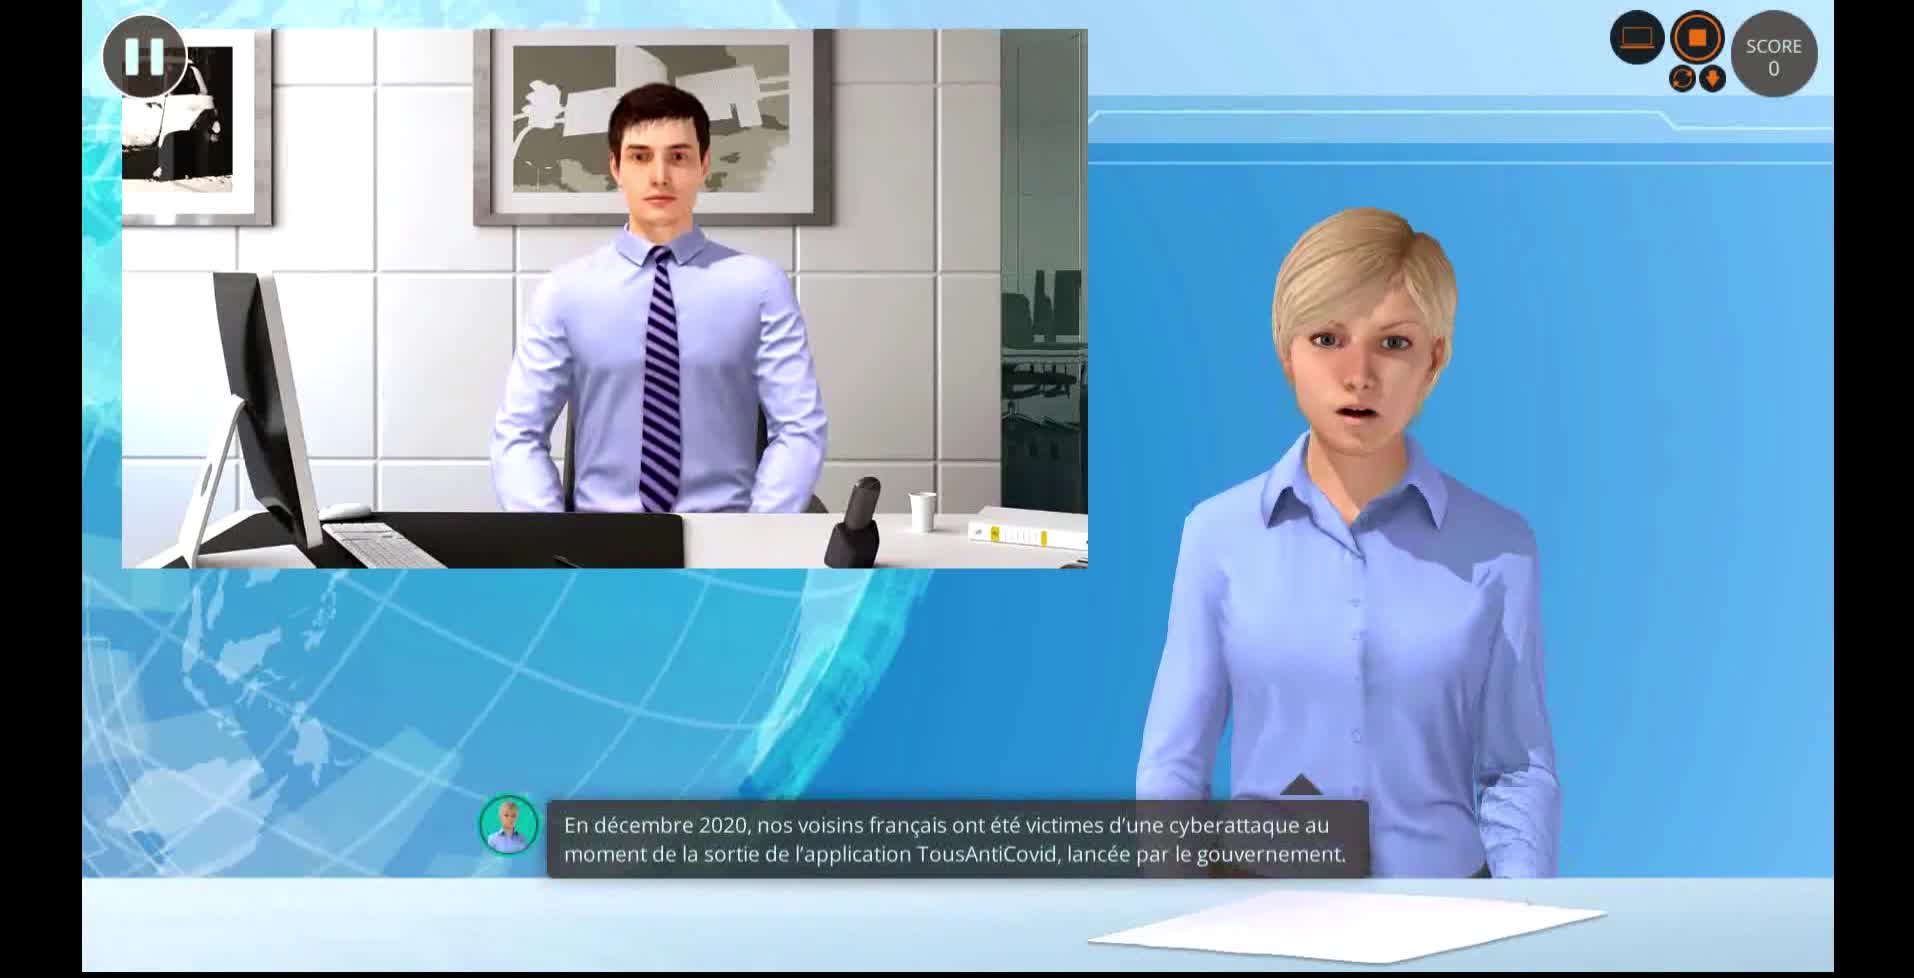 SCORE
0
En décembre 2020, nos voisins français ont été victimes d’une cyberattaque au
moment de la sortie de l’application TousAntiCovid, lancée par le gouvernement.